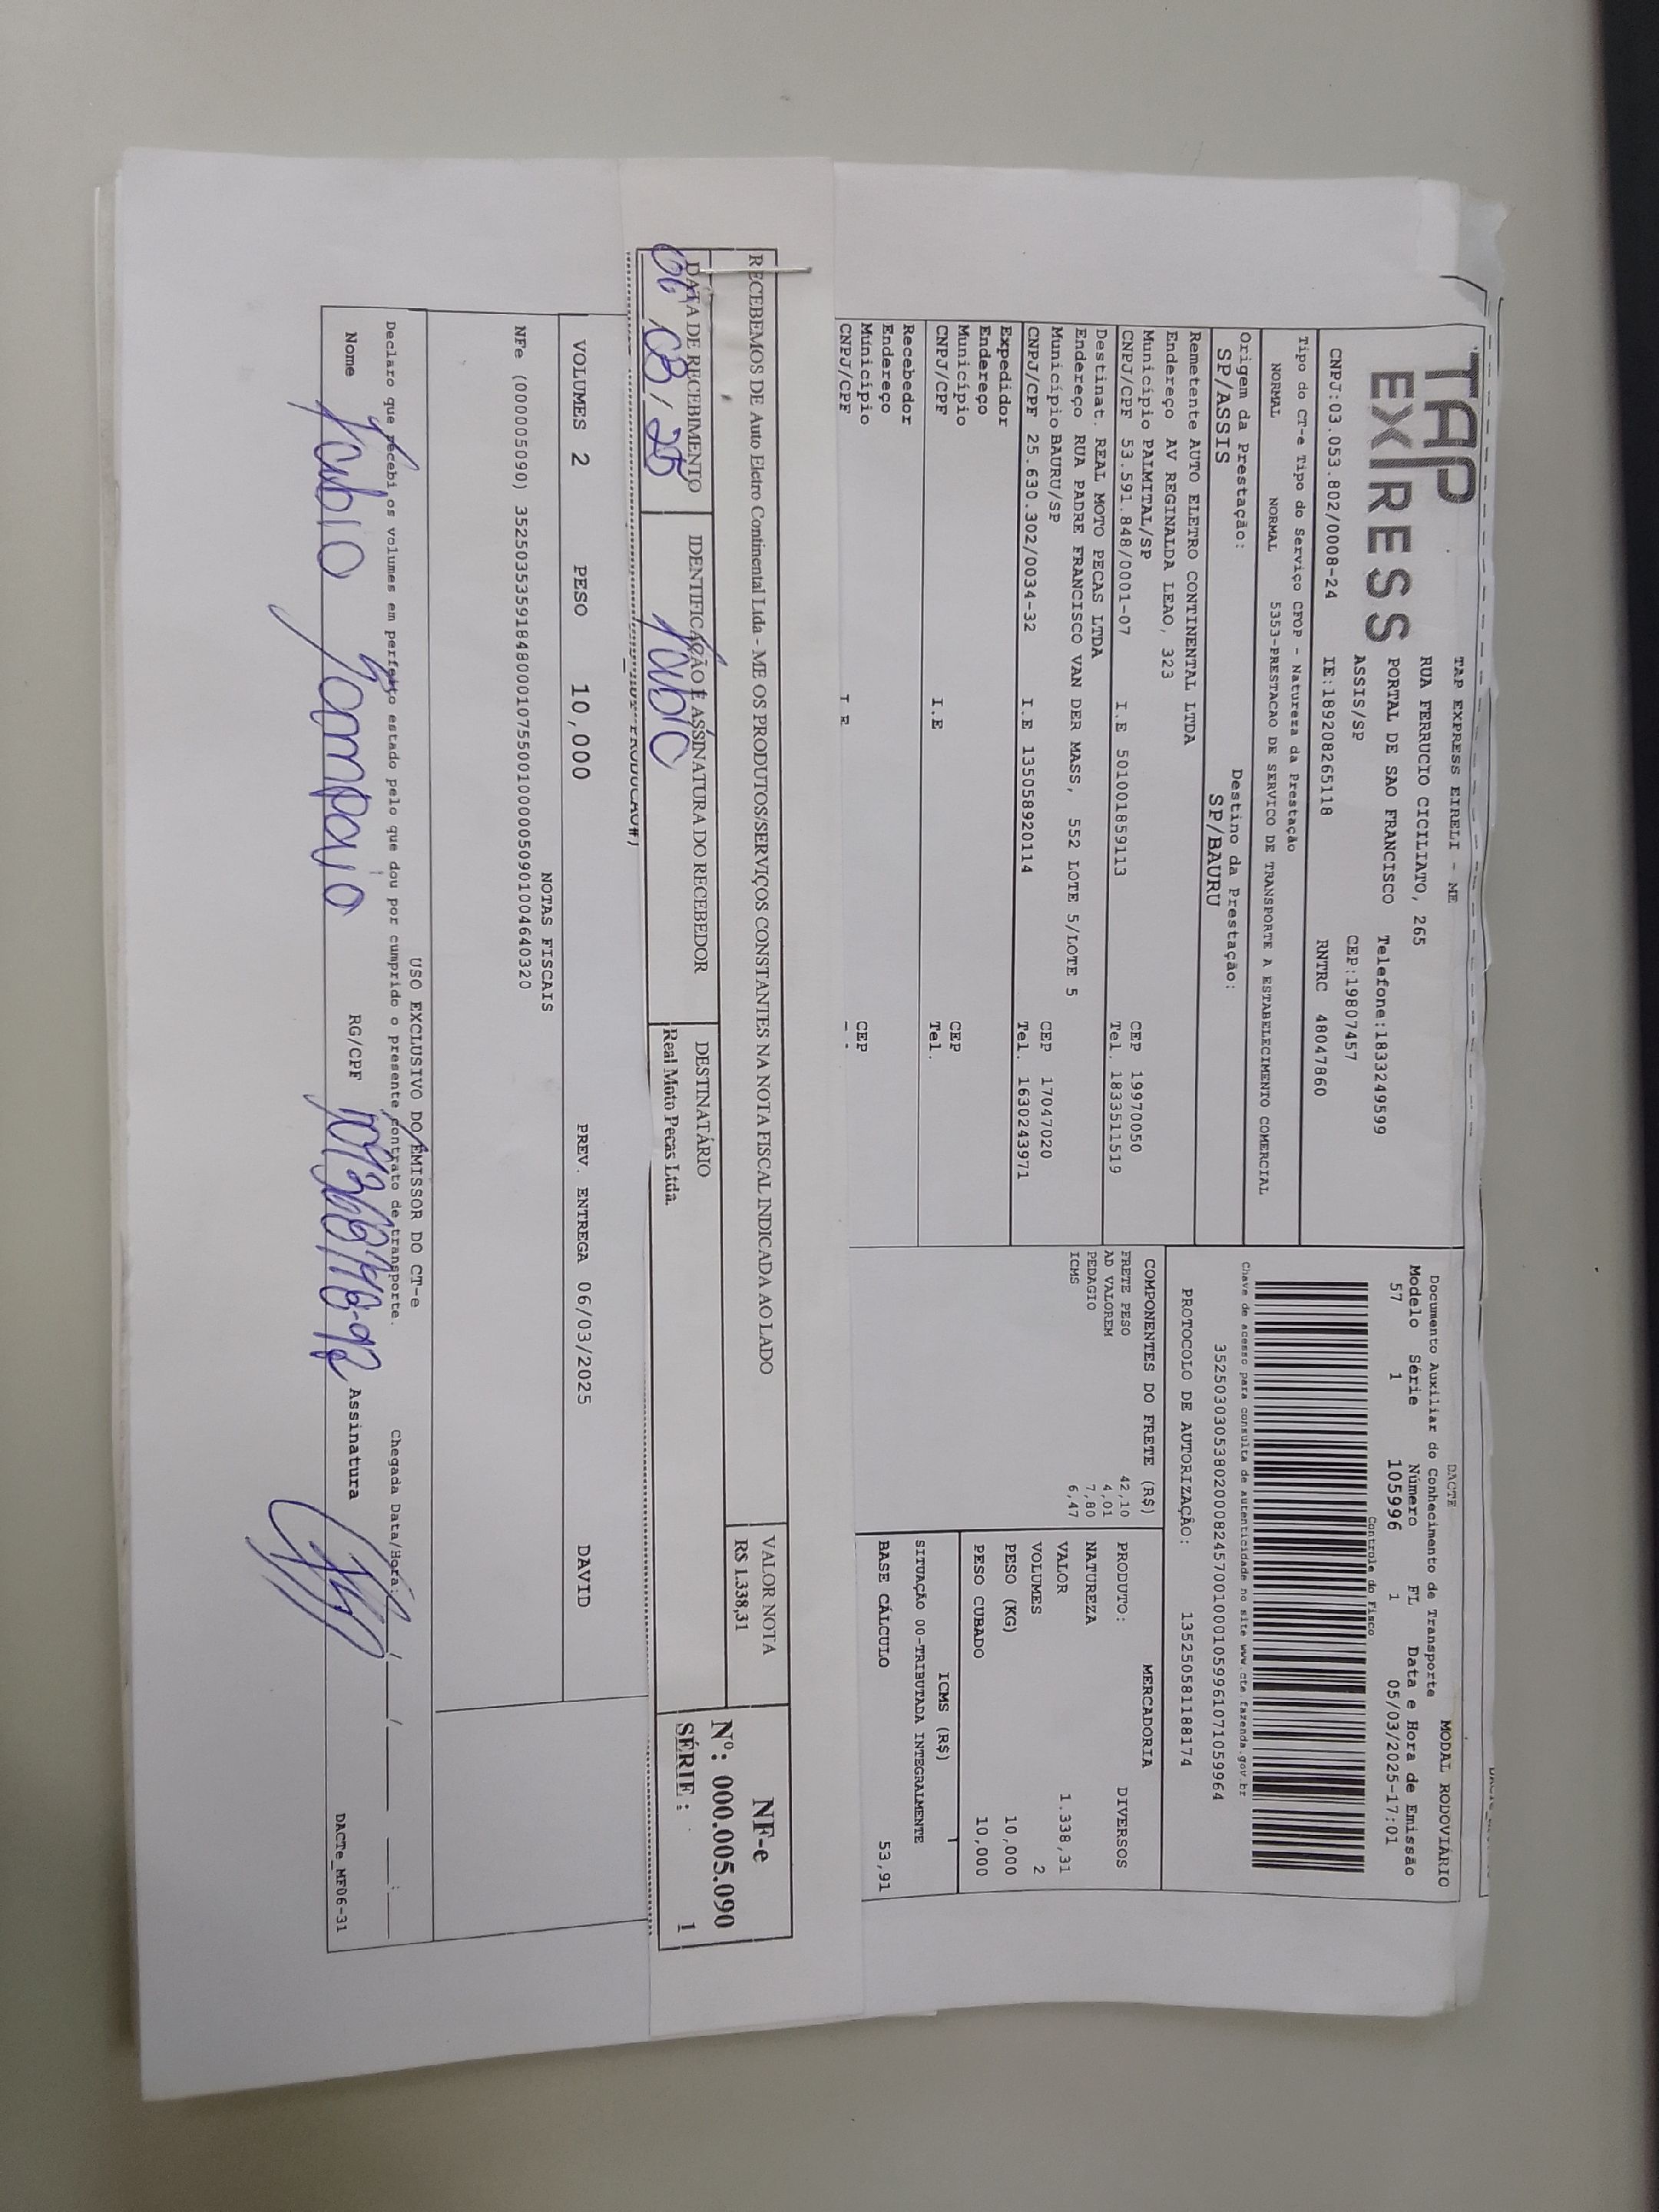 TAP
EXPRESS
TAP EXPRESS EIRELI - ME
RUA FERRUCIO CICILIATO, 265
PORTAL DE SAO FRANCISCO Telefone:1833249599
ASSIS/SP CEP:19807457
CNPJ:03.053.802/0008-24 IE:189208265118 RNTRC 48047860
Tipo do CT-e Tipo do Serviço CFOP - Natureza da Prestação
NORMAL NORMAL 5353-PRESTACAO DE SERVICO DE TRANSPORTE A ESTABELECIMENTO COMERCIAL
Origem da Prestação: Destino da Prestação:
SP/ASSIS SP/BAURU
Remetente AUTO ELETRO CONTINENTAL LTDA
Endereço AV REGINALDA LEAO, 323
Município PALMITAL/SP CEP 19970050
CNPJ/CPF 53.591.848/0001-07 I.E 501001859113 Tel. 1833511519
Destinat. REAL MOTO PECAS LTDA
Endereço RUA PADRE FRANCISCO VAN DER MASS, 552 LOTE 5/LOTE 5
Município BAURU/SP CEP 17047020
CNPJ/CPF 25.630.302/0034-32 I.E 135058920114 Tel. 1630243971
Expedidor
Endereço
Município CEP
CNPJ/CPF I.E Tel.
Recebedor
Endereço
Município CEP
CNPJ/CPF I E
DACTE MODAL RODOVIÁRIO
Documento Auxiliar do Conhecimento de Transporte
Modelo Série Número FL Data e Hora de Emissão
57 1 105996 1 05/03/2025-17:01
Controle do Fisco
Chave de acesso para consulta de autenticidade no site www.cte.fazenda.gov.br
35250303053802000824570010001059961071059964
PROTOCOLO DE AUTORIZAÇÃO: 135250581188174
COMPONENTES DO FRETE (R$)
FRETE PESO 42,10
AD VALOREM 4,01
PEDAGIO 7,80
ICMS 6,47
MERCADORIA
PRODUTO: DIVERSOS
NATUREZA
VALOR 1.338,31
VOLUMES 2
PESO (KG) 10,000
PESO CUBADO 10,000
ICMS (R$)
SITUAÇÃO 00-TRIBUTADA INTEGRALMENTE
BASE CÁLCULO 53,91
RECEBEMOS DE Auto Eletro Continental Ltda - ME OS PRODUTOS/SERVIÇOS CONSTANTES NA NOTA FISCAL INDICADA AO LADO
VALOR NOTA
R$ 1.338,31
NF-e
Nº: 000.005.090
SÉRIE : 1
DATA DE RECEBIMENTO IDENTIFICAÇÃO E ASSINATURA DO RECEBEDOR DESTINATÁRIO
06/03/25 Fabio Real Moto Pecas Ltda.
VOLUMES 2 PESO 10,000 PREV. ENTREGA 06/03/2025 DAVID
NOTAS FISCAIS
NFe (000005090) 35250353591848000107550010000050901004640320
USO EXCLUSIVO DO EMISSOR DO CT-e
Declaro que recebi os volumes em perfeito estado pelo que dou por cumprido o presente contrato de transporte. Chegada Data/Hora: / / :
Nome Fabio Sampaio RG/CPF Assinatura
DACTe_MF06-31